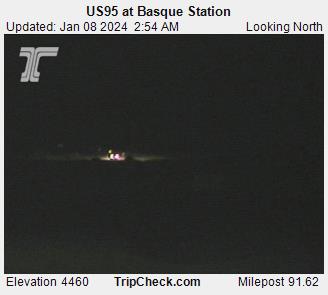 US95 at Basque Station
Updated: Jan 08 2024 2:54 AM Looking North
Elevation 4460 TripCheck.com Milepost 91.62